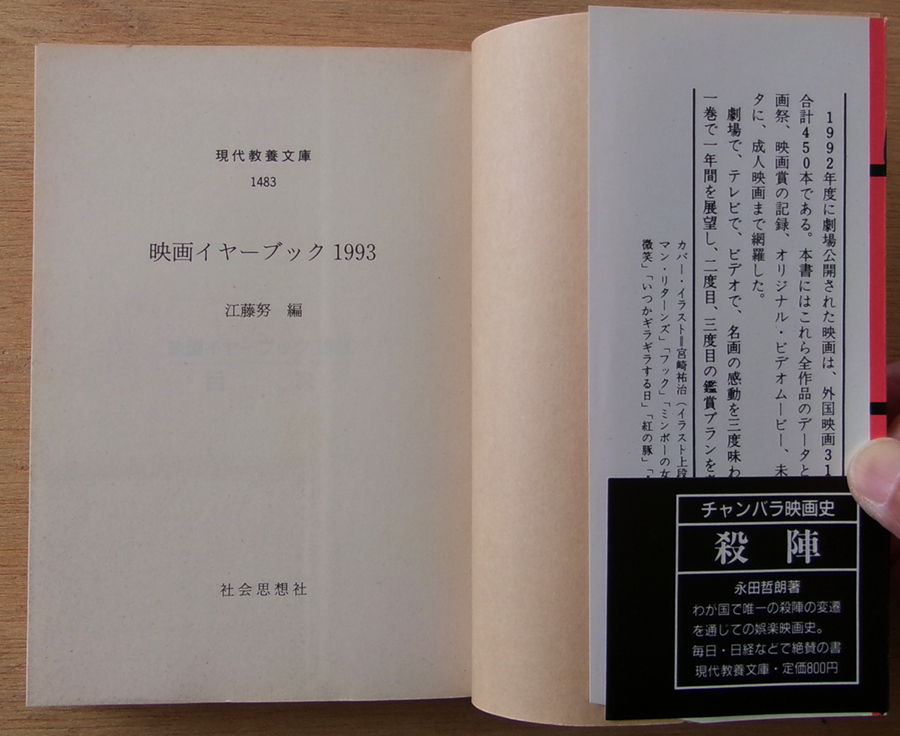 現代教養文庫
1483
映画イヤーブック 1993
江藤努 編
社会思想社
1992年度に劇場公開された映画は、外国映画31
合計450本である。本書にはこれら全作品のデータと
画祭、映画賞の記録、オリジナル・ビデオムービー、未
タに、成人映画まで網羅した。
劇場で、テレビで、ビデオで、名画の感動を三度味わ
一巻で一年間を展望し、二度目、三度目の鑑賞プランを
カバー・イラスト=宮崎祐治(イラスト上段
マン・リターンズ」「フック」「ミンボーの女
微笑」「いつかギラギラする日」「紅の豚」「
チャンバラ映画史
殺陣
永田哲朗著
わが国で唯一の殺陣の変遷
を通じての娯楽映画史。
毎日・日経などで絶賛の書
現代教養文庫・定価800円